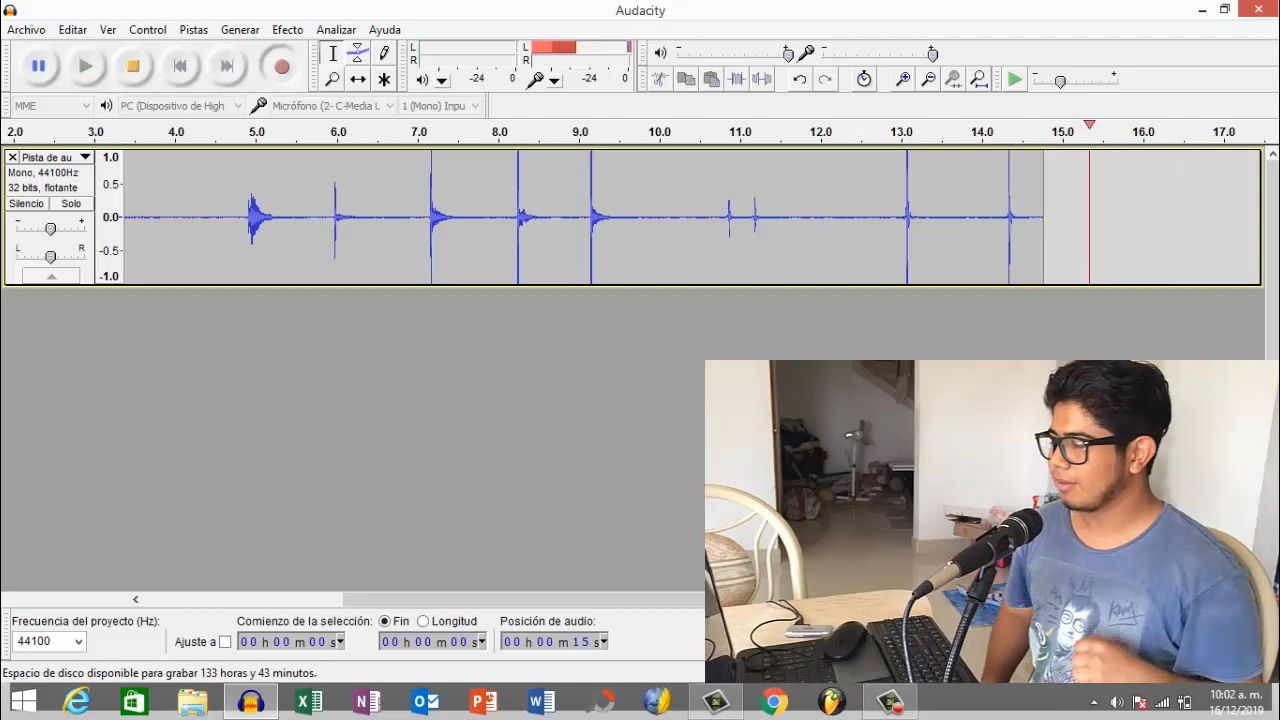 Audacity
Archivo Editar Ver Control Pistas Generar Efecto Analizar Ayuda
L
R
-24 0
L
R
-24 0
- + - +
- +
MME PC (Dispositivo de High Micrófono (2- C-Media U 1 (Mono) Inpu
2.0 3.0 4.0 5.0 6.0 7.0 8.0 9.0 10.0 11.0 12.0 13.0 14.0 15.0 16.0 17.0
Pista de au
Mono, 44100Hz
32 bits, flotante
Silencio Solo
- +
L R
1.0
0.5
0.0
-0.5
-1.0
Frecuencia del proyecto (Hz):
44100
Ajuste a
Comienzo de la selección:
00 h 00 m 00 s
Fin Longitud
00 h 00 m 00 s
Posición de audio:
00 h 00 m 15 s
Espacio de disco disponible para grabar 133 horas y 43 minutos.
10:02 a. m.
16/12/2019